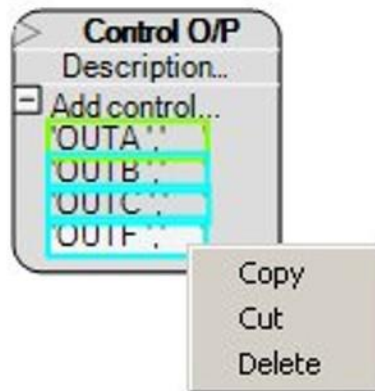 Control O/P
Description...
Add control...
'OUTA ','
'OUTB ','
'OUTC ','
'OUTF ','
Copy
Cut
Delete